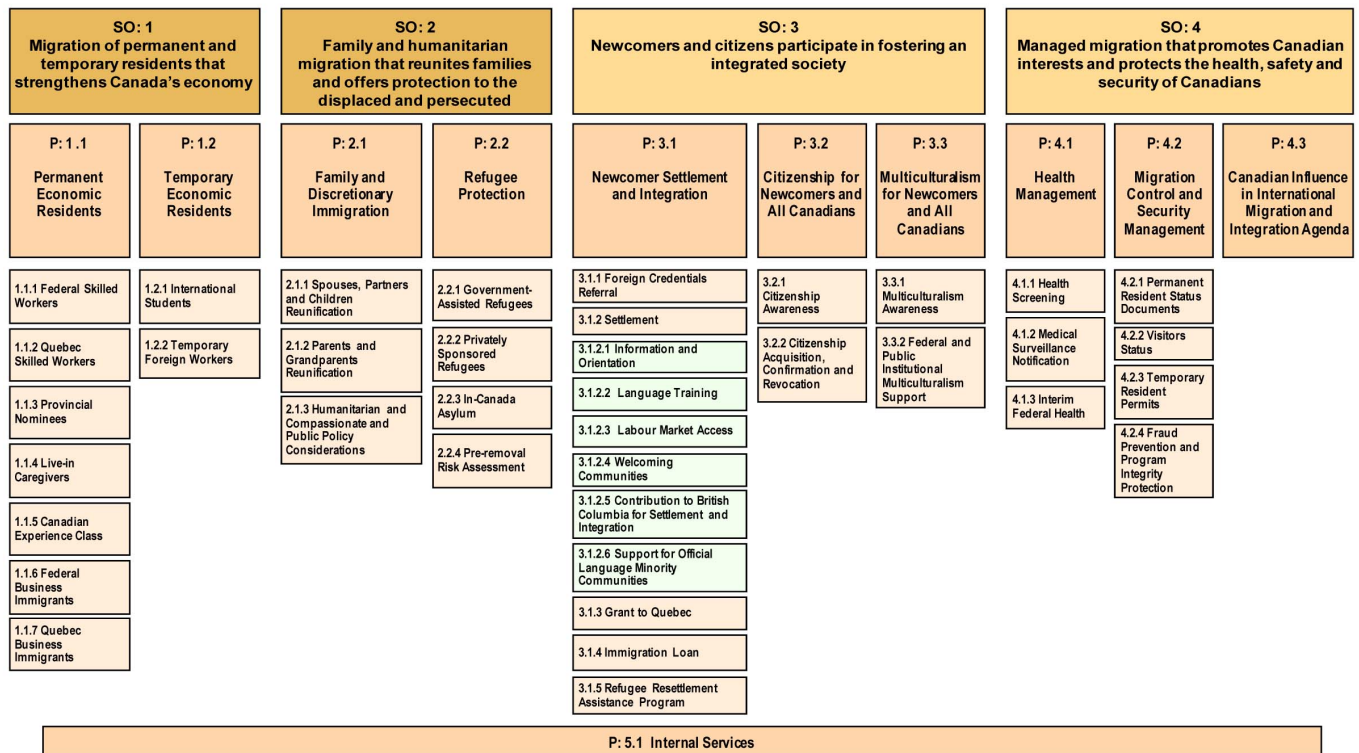 SO: 1
Migration of permanent and
temporary residents that
strengthens Canada's economy
SO: 2
Family and humanitarian
migration that reunites families
and offers protection to the
displaced and persecuted
SO: 3
Newcomers and citizens participate in fostering an
integrated society
SO: 4
Managed migration that promotes Canadian
interests and protects the health, safety and
security of Canadians
P: 1.1
Permanent
Economic
Residents
P: 1.2
Temporary
Economic
Residents
P: 2.1
Family and
Discretionary
Immigration
P: 2.2
Refugee
Protection
P: 3.1
Newcomer Settlement
and Integration
P: 3.2
Citizenship for
Newcomers and
All Canadians
P: 3.3
Multiculturalism
for Newcomers
and All
Canadians
P: 4.1
Health
Management
P: 4.2
Migration
Control and
Security
Management
P: 4.3
Canadian Influence
in International
Migration and
Integration Agenda
1.1.1 Federal Skilled
Workers
1.1.2 Quebec
Skilled Workers
1.1.3 Provincial
Nominees
1.1.4 Live-in
Caregivers
1.1.5 Canadian
Experience Class
1.1.6 Federal
Business
Immigrants
1.1.7 Quebec
Business
Immigrants
1.2.1 International
Students
1.2.2 Temporary
Foreign Workers
2.1.1 Spouses, Partners
and Children
Reunification
2.1.2 Parents and
Grandparents
Reunification
2.1.3 Humanitarian and
Compassionate and
Public Policy
Considerations
2.2.1 Government-
Assisted Refugees
2.2.2 Privately
Sponsored
Refugees
2.2.3 In-Canada
Asylum
2.2.4 Pre-removal
Risk Assessment
3.1.1 Foreign Credentials
Referral
3.1.2 Settlement
3.1.2.1 Information and
Orientation
3.1.2.2 Language Training
3.1.2.3 Labour Market Access
3.1.2.4 Welcoming
Communities
3.1.2.5 Contribution to British
Columbia for Settlement and
Integration
3.1.2.6 Support for Official
Language Minority
Communities
3.1.3 Grant to Quebec
3.1.4 Immigration Loan
3.1.5 Refugee Resettlement
Assistance Program
3.2.1
Citizenship
Awareness
3.2.2 Citizenship
Acquisition,
Confirmation and
Revocation
3.3.1
Multiculturalism
Awareness
3.3.2 Federal and
Public
Institutional
Multiculturalism
Support
4.1.1 Health
Screening
4.1.2 Medical
Surveillance
Notification
4.1.3 Interim
Federal Health
4.2.1 Permanent
Resident Status
Documents
4.2.2 Visitors
Status
4.2.3 Temporary
Resident
Permits
4.2.4 Fraud
Prevention and
Program
Integrity
Protection
P: 5.1 Internal Services